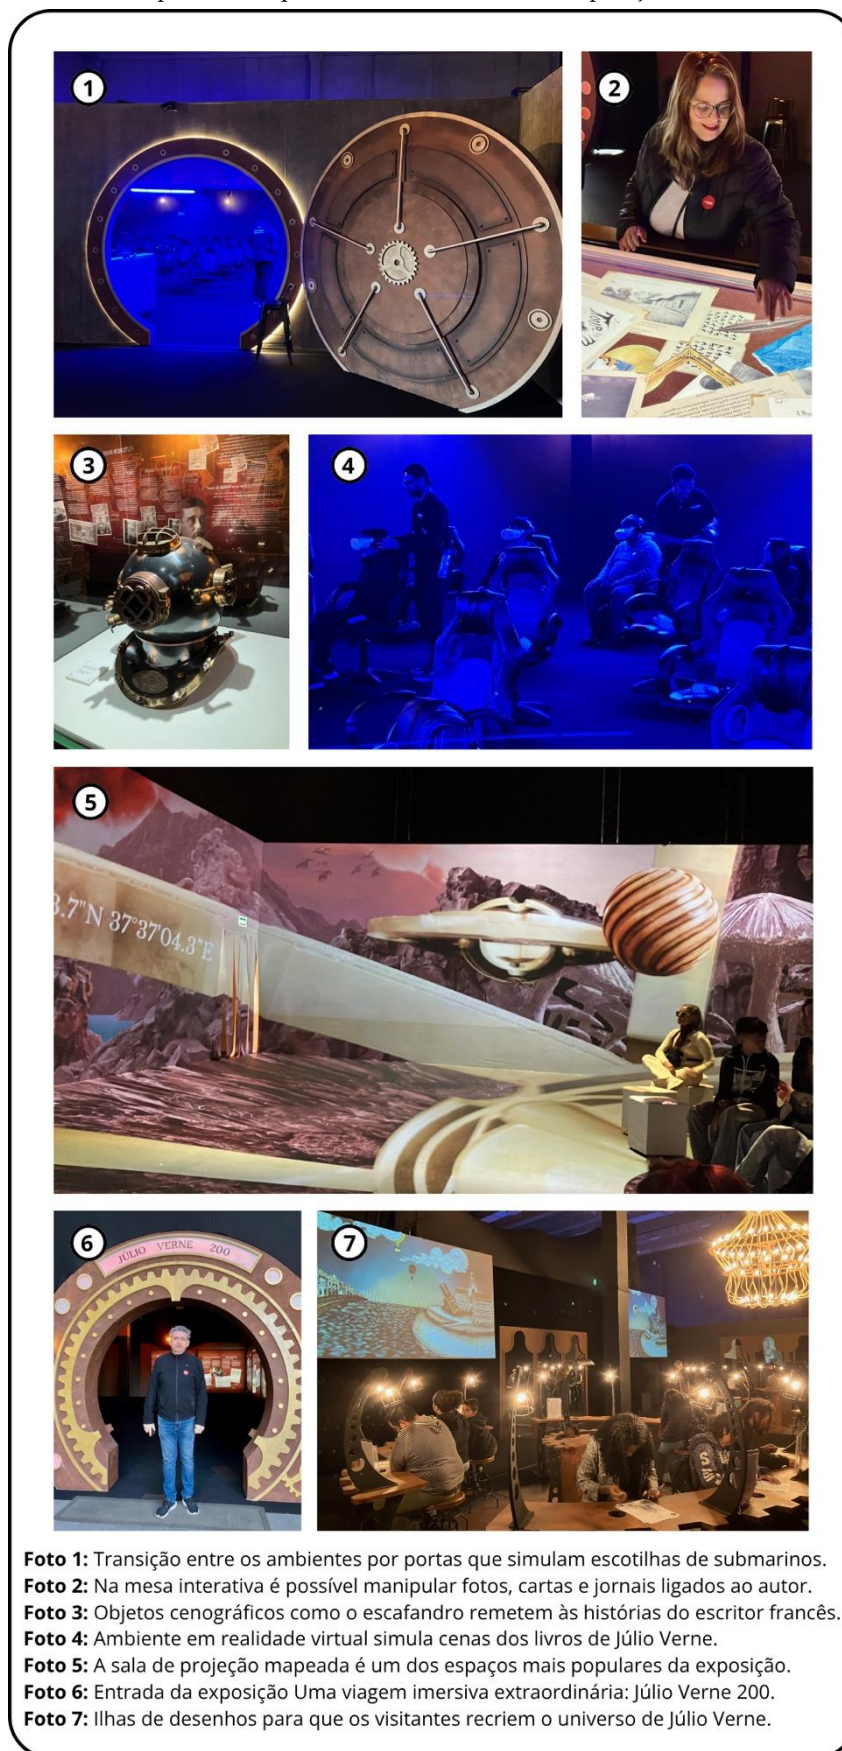 1
2
3
4
5
3.7"N 37°37'04.3"E
6
JÚLIO VERNE 200
7
Foto 1: Transição entre os ambientes por portas que simulam escotilhas de submarinos.
Foto 2: Na mesa interativa é possível manipular fotos, cartas e jornais ligados ao autor.
Foto 3: Objetos cenográficos como o escafandro remetem às histórias do escritor francês.
Foto 4: Ambiente em realidade virtual simula cenas dos livros de Júlio Verne.
Foto 5: A sala de projeção mapeada é um dos espaços mais populares da exposição.
Foto 6: Entrada da exposição Uma viagem imersiva extraordinária: Júlio Verne 200.
Foto 7: Ilhas de desenhos para que os visitantes recriem o universo de Júlio Verne.